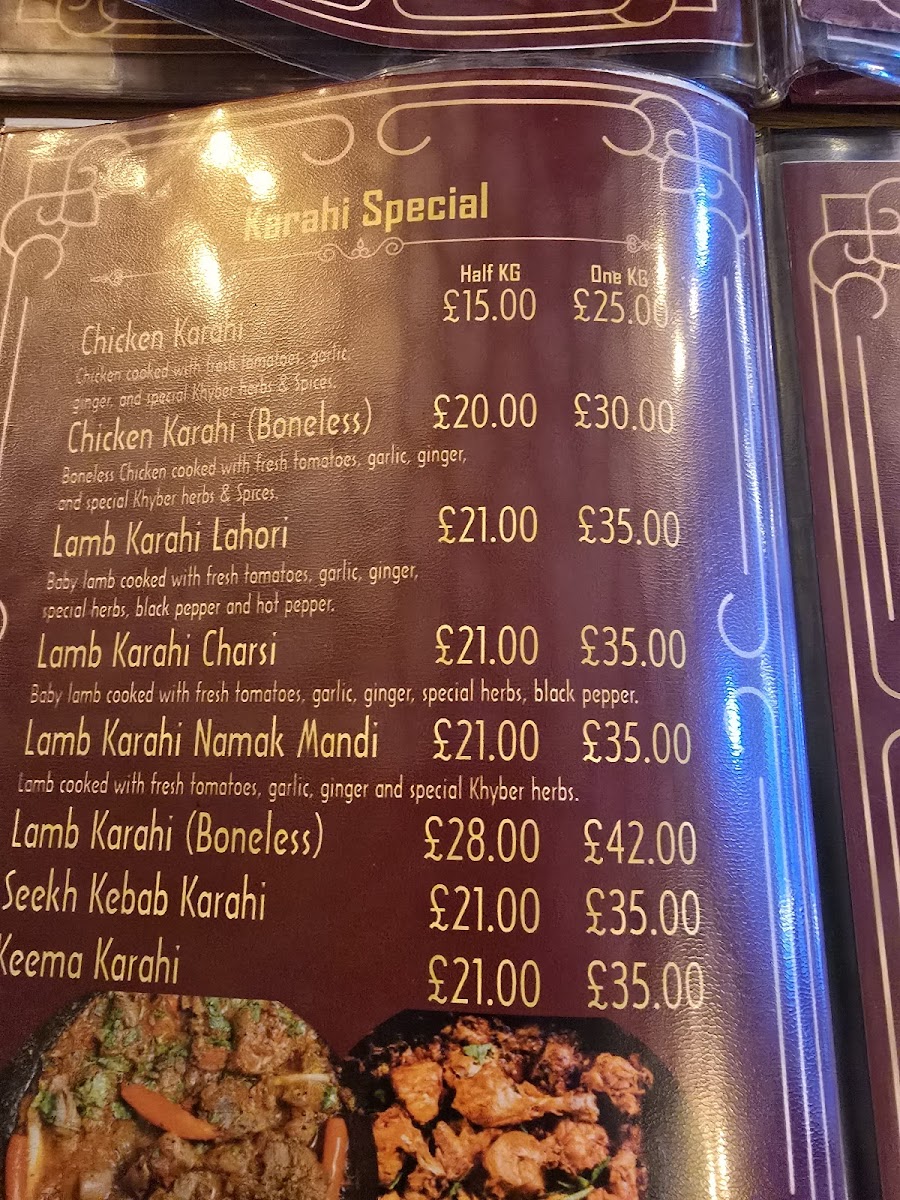 Karahi Special
Half KG One KG
£15.00 £25.00
Chicken Karahi
Chicken cooked with fresh tomatoes, garlic,
ginger, and special Khyber herbs & Spices.
Chicken Karahi (Boneless) £20.00 £30.00
Boneless Chicken cooked with fresh tomatoes, garlic, ginger,
and special Khyber herbs & Spices.
Lamb Karahi Lahori £21.00 £35.00
Baby lamb cooked with fresh tomatoes, garlic, ginger,
special herbs, black pepper and hot pepper.
Lamb Karahi Charsi £21.00 £35.00
Baby lamb cooked with fresh tomatoes, garlic, ginger, special herbs, black pepper.
Lamb Karahi Namak Mandi £21.00 £35.00
Lamb cooked with fresh tomatoes, garlic, ginger and special Khyber herbs.
Lamb Karahi (Boneless) £28.00 £42.00
Seekh Kebab Karahi £21.00 £35.00
Keema Karahi £21.00 £35.00